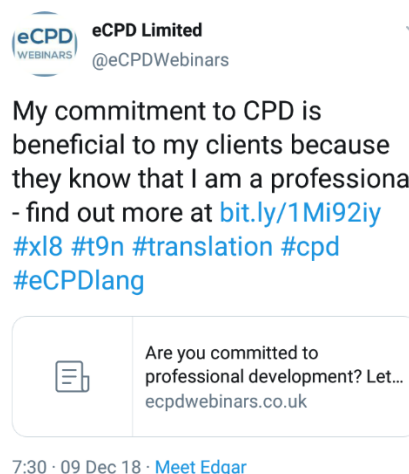 eCPD
WEBINARS
eCPD Limited
@eCPDWebinars
My commitment to CPD is
beneficial to my clients because
they know that I am a professiona
- find out more at bit.ly/1Mi92iy
#xl8 #t9n #translation #cpd
#eCPDlang
Are you committed to
professional development? Let...
ecpdwebinars.co.uk
7:30 · 09 Dec 18 · Meet Edgar